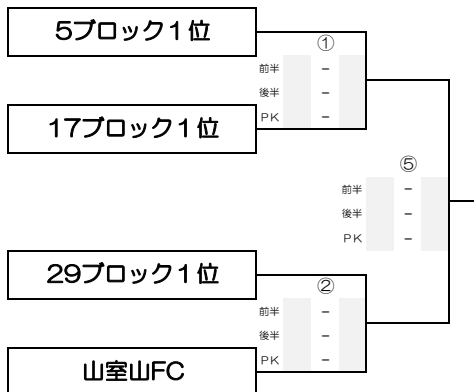 5ブロック1位
①
前半 -
後半 -
PK -
17ブロック1位
⑤
前半 -
後半 -
PK -
29ブロック1位
②
前半 -
後半 -
PK -
山室山FC